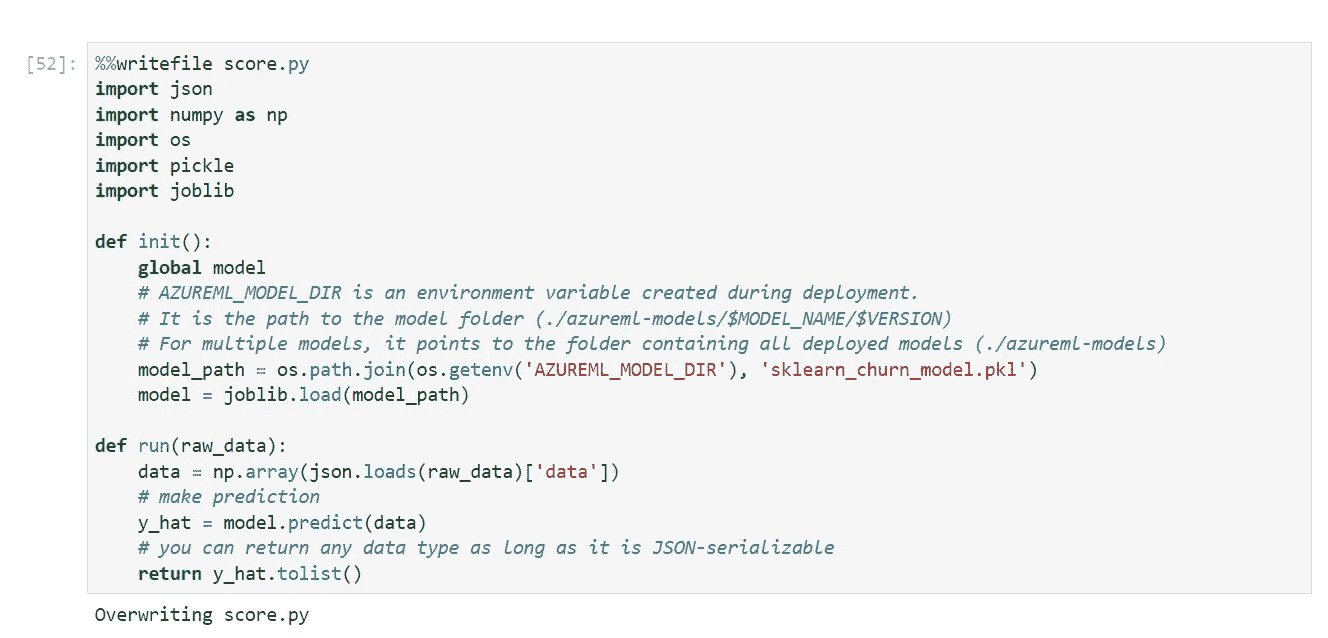 [52]: %%writefile score.py
import json
import numpy as np
import os
import pickle
import joblib
def init():
    global model
    # AZUREML_MODEL_DIR is an environment variable created during deployment.
    # It is the path to the model folder (./azureml-models/$MODEL_NAME/$VERSION)
    # For multiple models, it points to the folder containing all deployed models (./azureml-models)
    model_path = os.path.join(os.getenv('AZUREML_MODEL_DIR'), 'sklearn_churn_model.pkl')
    model = joblib.load(model_path)
def run(raw_data):
    data = np.array(json.loads(raw_data)['data'])
    # make prediction
    y_hat = model.predict(data)
    # you can return any data type as long as it is JSON-serializable
    return y_hat.tolist()
Overwriting score.py